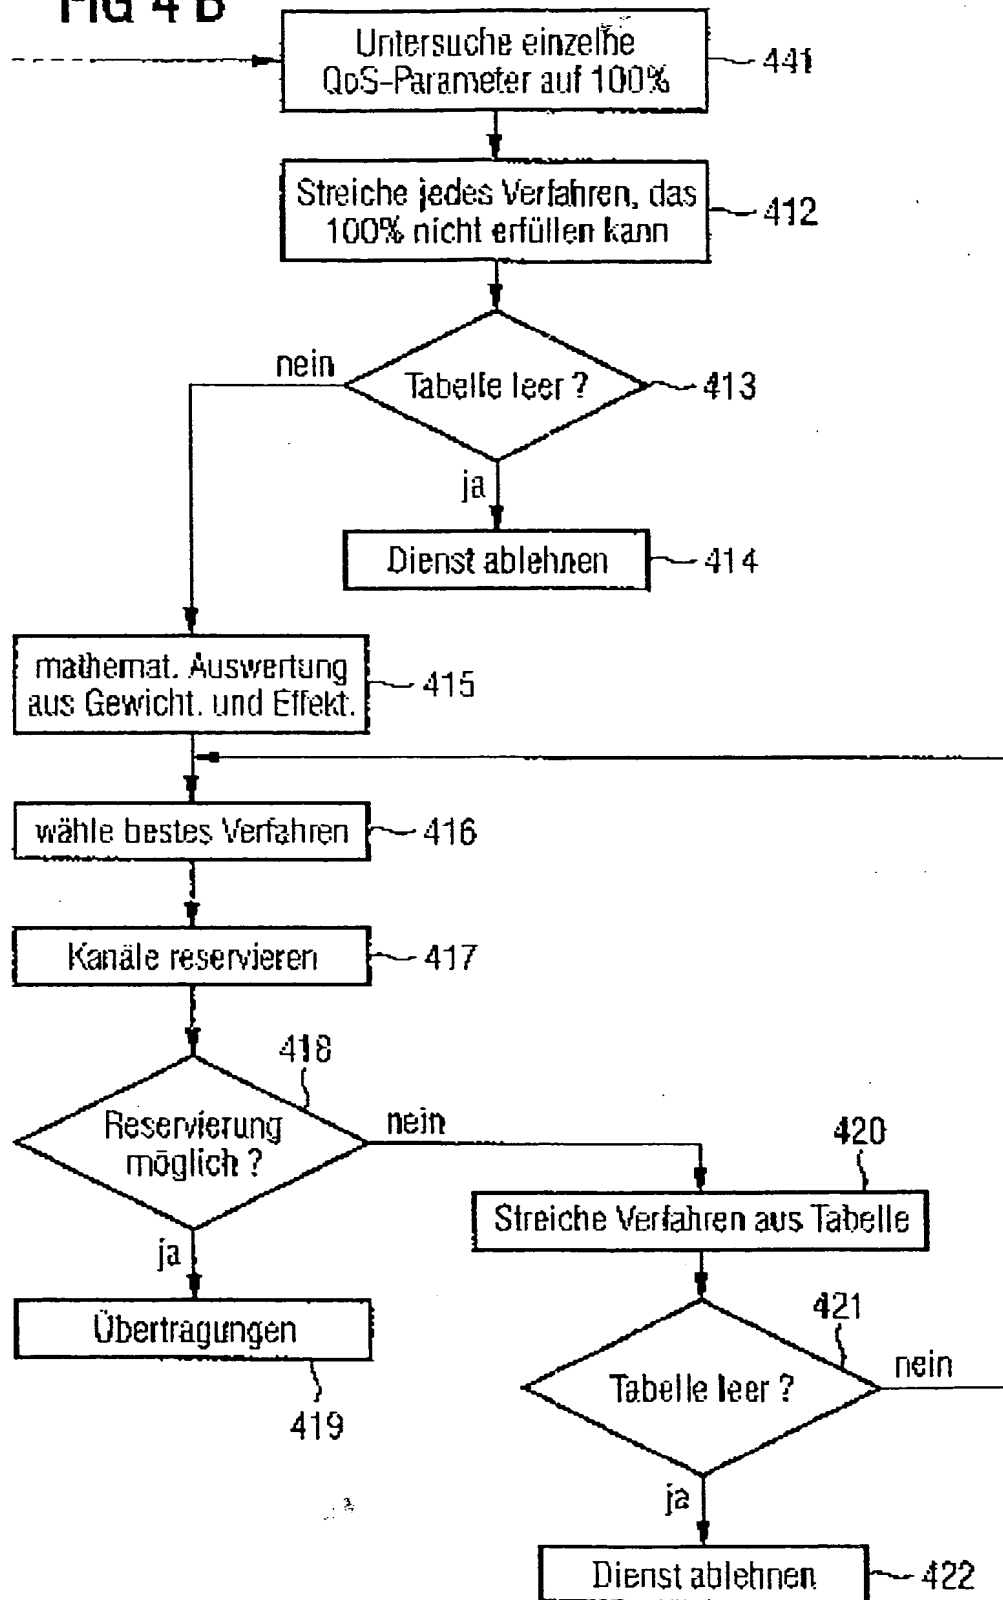 FIG 4 B
Untersuche einzelne
QoS-Parameter auf 100%
441
Streiche jedes Verfahren, das
100% nicht erfüllen kann
412
nein
Tabelle leer ?
413
ja
Dienst ablehnen
414
mathemat. Auswertung
aus Gewicht. und Effekt.
415
wähle bestes Verfahren
416
Kanäle reservieren
417
418
Reservierung
möglich ?
nein
420
Streiche Verfahren aus Tabelle
ja
Übertragungen
419
421
Tabelle leer ?
nein
ja
Dienst ablehnen
422